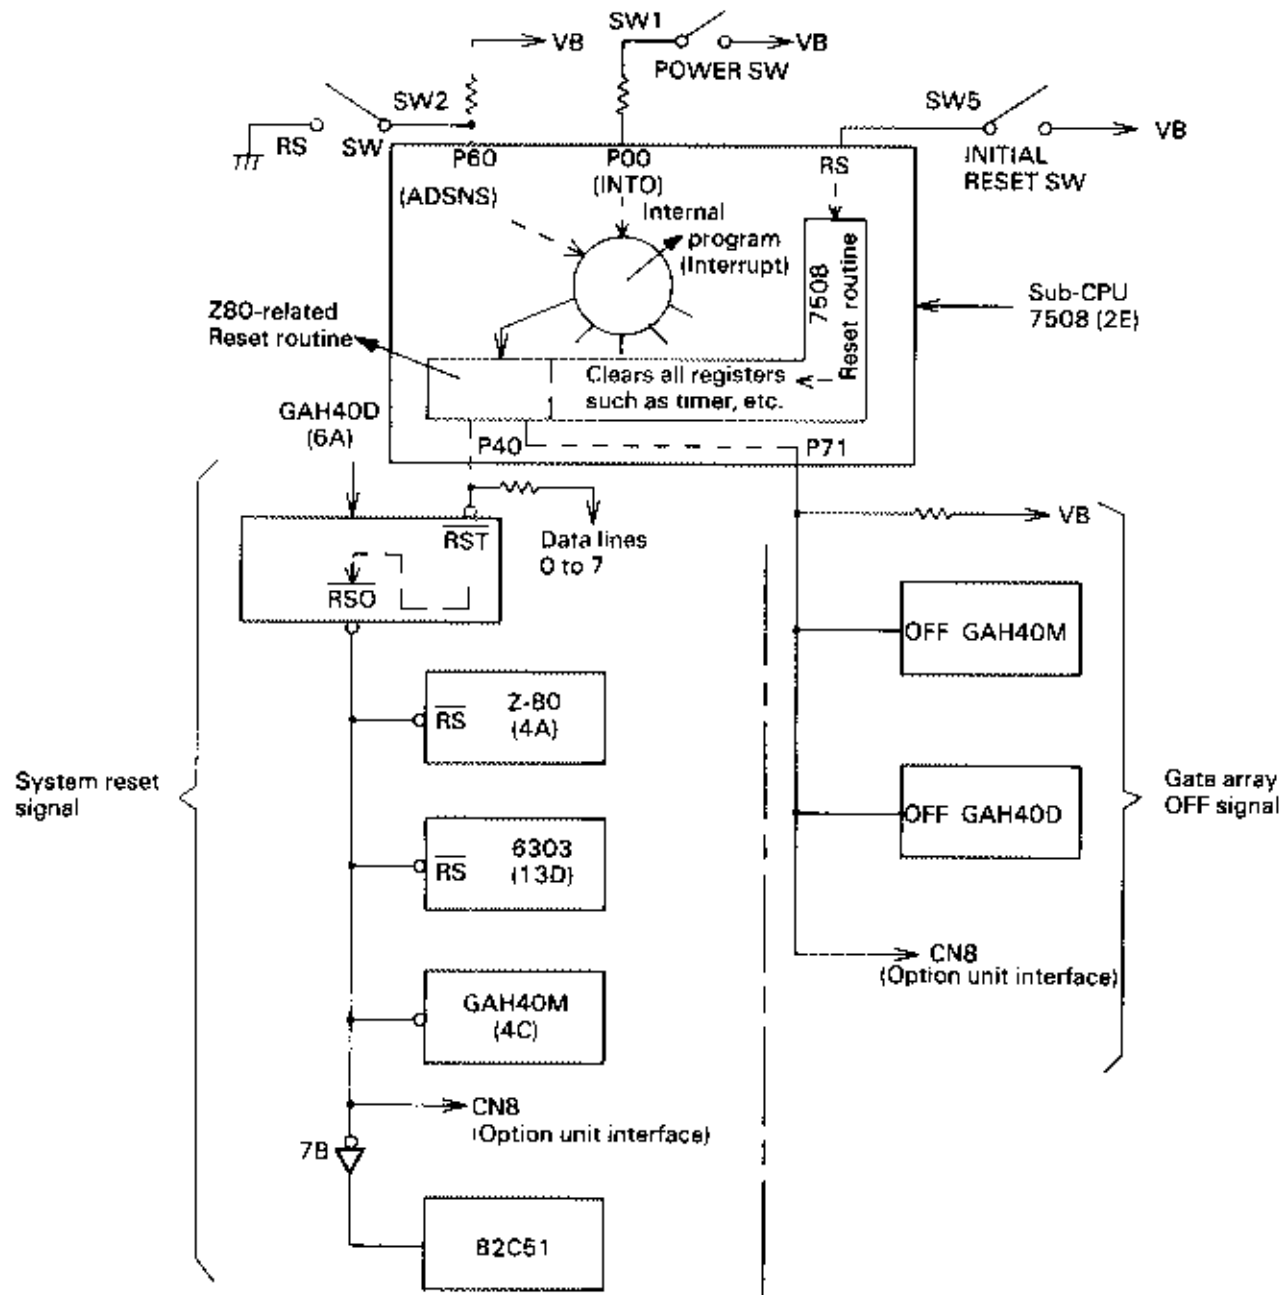 SW1
VB
VB
POWER SW
SW2
SW5
VB
RS
SW
INITIAL
RESET SW
P60
P00
RS
(ADSNS)
(INTO)
Internal
program
(Interrupt)
7508
Reset routine
Sub-CPU
7508 (2E)
Z80-related
Reset routine
Clears all registers
such as timer, etc.
GAH40D
(6A)
P40
P71
RST
Data lines
0 to 7
VB
RSO
OFF GAH40M
Z-80
RS
(4A)
System reset
signal
Gate array
OFF signal
OFF GAH40D
6303
RS
(13D)
CN8
(Option unit interface)
GAH40M
(4C)
CN8
(Option unit interface)
7B
82C51